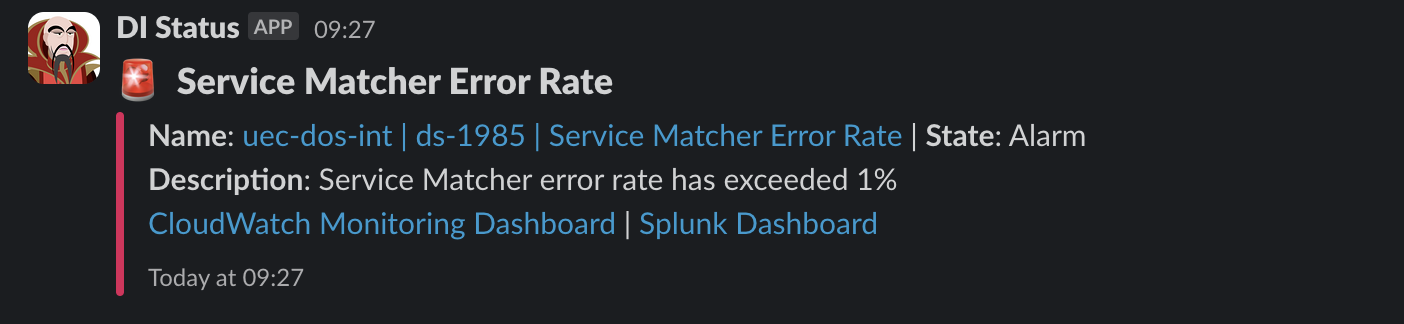 DI Status APP 09:27
Service Matcher Error Rate
Name: uec-dos-int | ds-1985 | Service Matcher Error Rate | State: Alarm
Description: Service Matcher error rate has exceeded 1%
CloudWatch Monitoring Dashboard | Splunk Dashboard
Today at 09:27